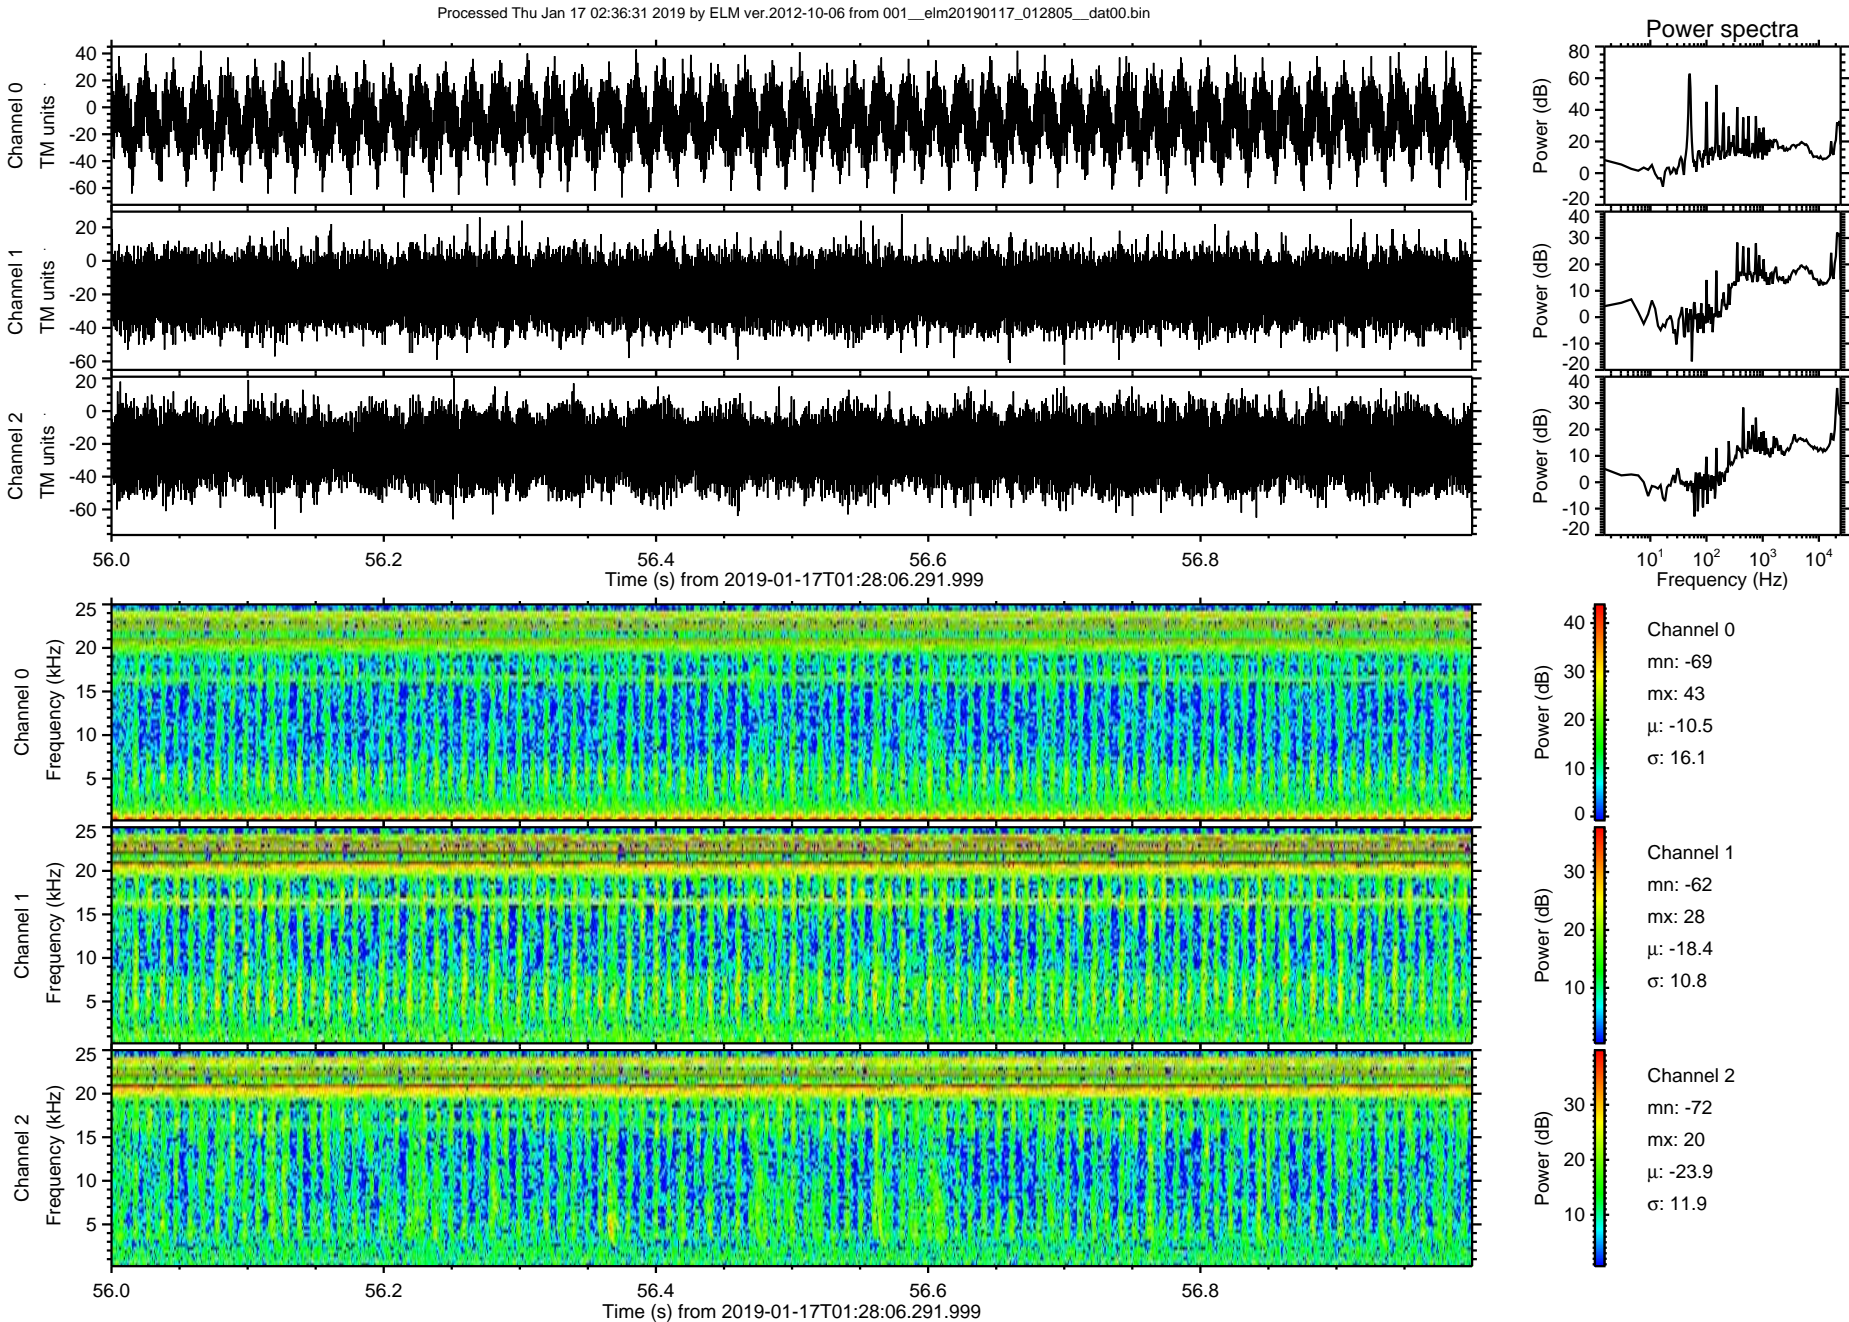 Processed Thu Jan 17 02:36:31 2019 by ELM ver.2012-10-06 from 001__elm20190117_012805__dat00.bin
Power spectra
Channel 0
TM units
40
20
0
-20
-40
-60
Power (dB)
80
60
40
20
0
-20
Channel 1
TM units
20
0
-20
-40
-60
Power (dB)
40
30
20
10
0
-10
-20
Channel 2
TM units
20
0
-20
-40
-60
Power (dB)
40
30
20
10
0
-10
-20
56.0 56.2 56.4 56.6 56.8
Time (s) from 2019-01-17T01:28:06.291.999
10^1 10^2 10^3 10^4
Frequency (Hz)
Channel 0
Frequency (kHz)
25
20
15
10
5
Power (dB)
40
30
20
10
0
Channel 0
mn: -69
mx: 43
μ: -10.5
σ: 16.1
Channel 1
Frequency (kHz)
25
20
15
10
5
Power (dB)
30
20
10
Channel 1
mn: -62
mx: 28
μ: -18.4
σ: 10.8
Channel 2
Frequency (kHz)
25
20
15
10
5
Power (dB)
30
20
10
Channel 2
mn: -72
mx: 20
μ: -23.9
σ: 11.9
56.0 56.2 56.4 56.6 56.8
Time (s) from 2019-01-17T01:28:06.291.999